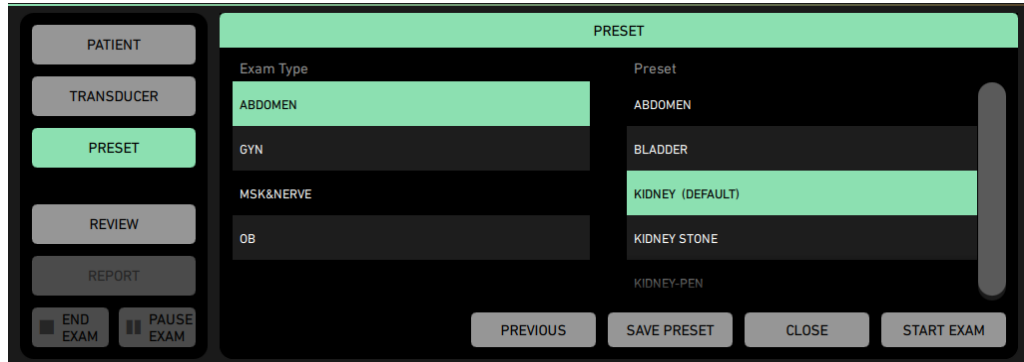 PATIENT
TRANSDUCER
PRESET
REVIEW
REPORT
END
EXAM
PAUSE
EXAM
PRESET
Exam Type
ABDOMEN
GYN
MSK&NERVE
OB
Preset
ABDOMEN
BLADDER
KIDNEY (DEFAULT)
KIDNEY STONE
KIDNEY-PEN
PREVIOUS
SAVE PRESET
CLOSE
START EXAM